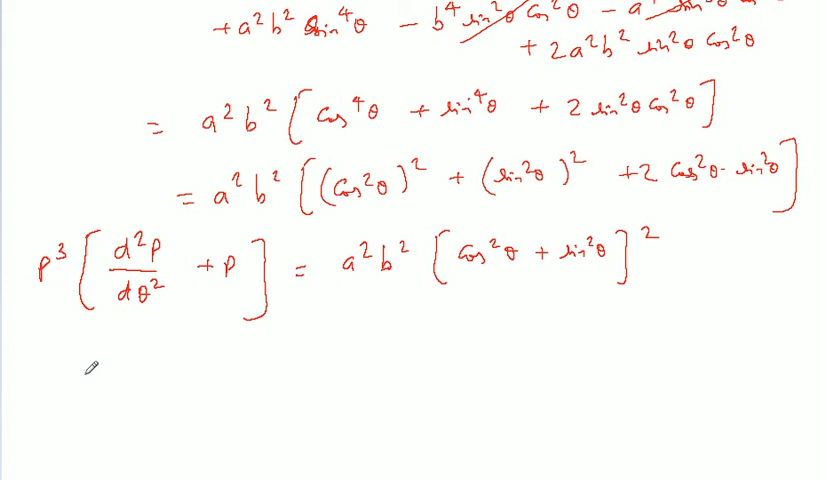 + a²b² sin⁴θ − b⁴ sin²θ cos²θ − a
+ 2a²b² sin²θ cos²θ
= a²b² [cos⁴θ + sin⁴θ + 2 sin²θ cos²θ]
= a²b² [(cos²θ)² + (sin²θ)² + 2 cos²θ · sin²θ]
p³ [d²p/dθ² + p] = a²b² [cos²θ + sin²θ]²